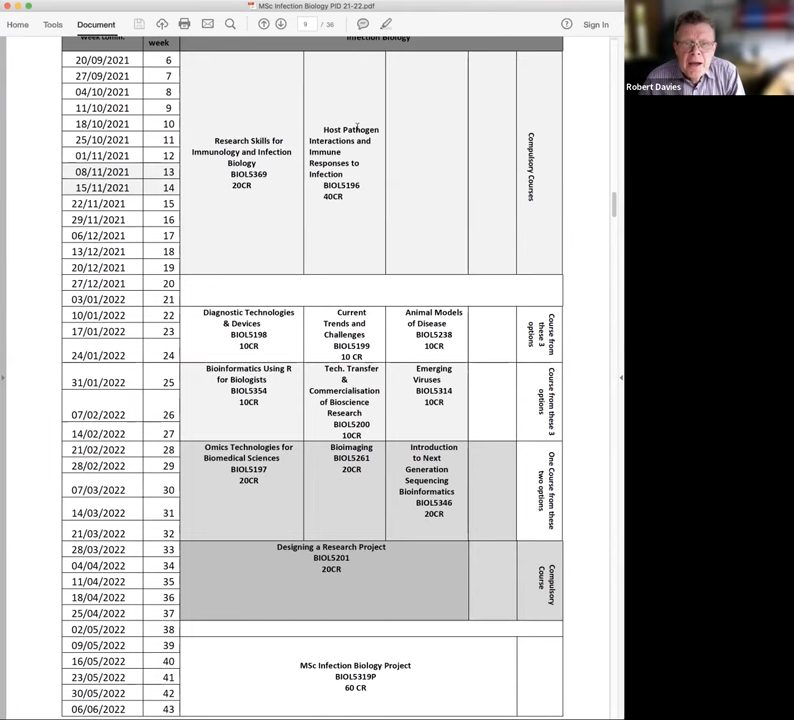 MSc Infection Biology PID 21-22.pdf
Home Tools Document 9 / 36 Sign In
Robert Davies
week comm. week Infection Biology
20/09/2021 6
27/09/2021 7
04/10/2021 8
11/10/2021 9
18/10/2021 10
25/10/2021 11
01/11/2021 12
08/11/2021 13
15/11/2021 14
22/11/2021 15
29/11/2021 16
06/12/2021 17
13/12/2021 18
20/12/2021 19
27/12/2021 20
03/01/2022 21
10/01/2022 22
17/01/2022 23
24/01/2022 24
31/01/2022 25
07/02/2022 26
14/02/2022 27
21/02/2022 28
28/02/2022 29
07/03/2022 30
14/03/2022 31
21/03/2022 32
28/03/2022 33
04/04/2022 34
11/04/2022 35
18/04/2022 36
25/04/2022 37
02/05/2022 38
09/05/2022 39
16/05/2022 40
23/05/2022 41
30/05/2022 42
06/06/2022 43
Research Skills for
Immunology and Infection
Biology
BIOL5369
20CR
Host Pathogen
Interactions and
Immune
Responses to
Infection
BIOL5196
40CR
Compulsory Courses
Diagnostic Technologies
& Devices
BIOL5198
10CR
Current
Trends and
Challenges
BIOL5199
10 CR
Animal Models
of Disease
BIOL5238
10CR
Course from
these 3
options
Bioinformatics Using R
for Biologists
BIOL5354
10CR
Tech. Transfer
&
Commercialisation
of Bioscience
Research
BIOL5200
10CR
Emerging
Viruses
BIOL5314
10CR
Course from these 3
options
Omics Technologies for
Biomedical Sciences
BIOL5197
20CR
Bioimaging
BIOL5261
20CR
Introduction
to Next
Generation
Sequencing
Bioinformatics
BIOL5346
20CR
One Course from these
two options
Designing a Research Project
BIOL5201
20CR
Compulsory
Course
MSc Infection Biology Project
BIOL5319P
60 CR